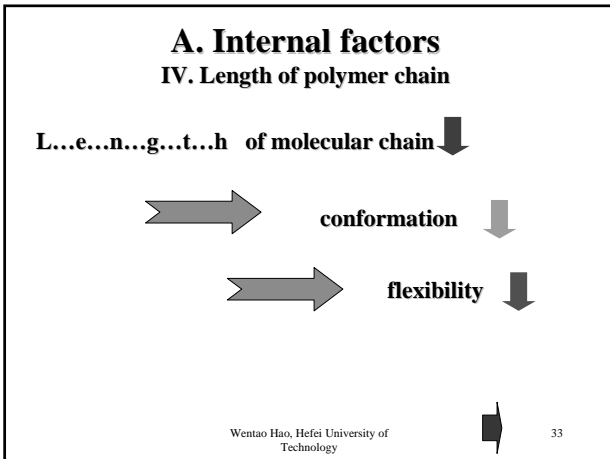 A. Internal factors
IV. Length of polymer chain
L…e…n…g…t…h of molecular chain
conformation
flexibility
Wentao Hao, Hefei University of
Technology
33